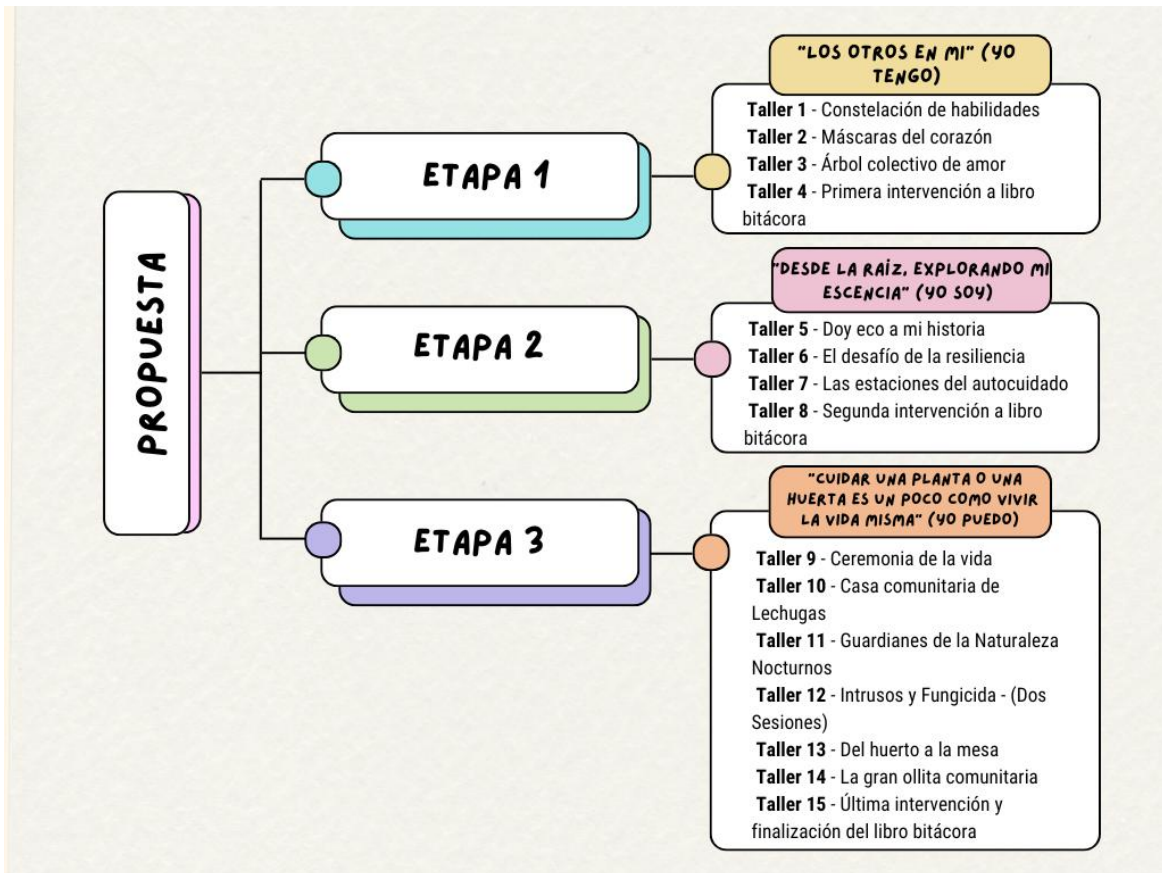 PROPUESTA
ETAPA 1
"LOS OTROS EN MI" (YO
TENGO)
Taller 1 - Constelación de habilidades
Taller 2 - Máscaras del corazón
Taller 3 - Árbol colectivo de amor
Taller 4 - Primera intervención a libro
bitácora
ETAPA 2
"DESDE LA RAÍZ, EXPLORANDO MI
ESCENCIA" (YO SOY)
Taller 5 - Doy eco a mi historia
Taller 6 - El desafío de la resiliencia
Taller 7 - Las estaciones del autocuidado
Taller 8 - Segunda intervención a libro
bitácora
ETAPA 3
"CUIDAR UNA PLANTA O UNA
HUERTA ES UN POCO COMO VIVIR
LA VIDA MISMA" (YO PUEDO)
Taller 9 - Ceremonia de la vida
Taller 10 - Casa comunitaria de
Lechugas
Taller 11 - Guardianes de la Naturaleza
Nocturnos
Taller 12 - Intrusos y Fungicida - (Dos
Sesiones)
Taller 13 - Del huerto a la mesa
Taller 14 - La gran ollita comunitaria
Taller 15 - Última intervención y
finalización del libro bitácora